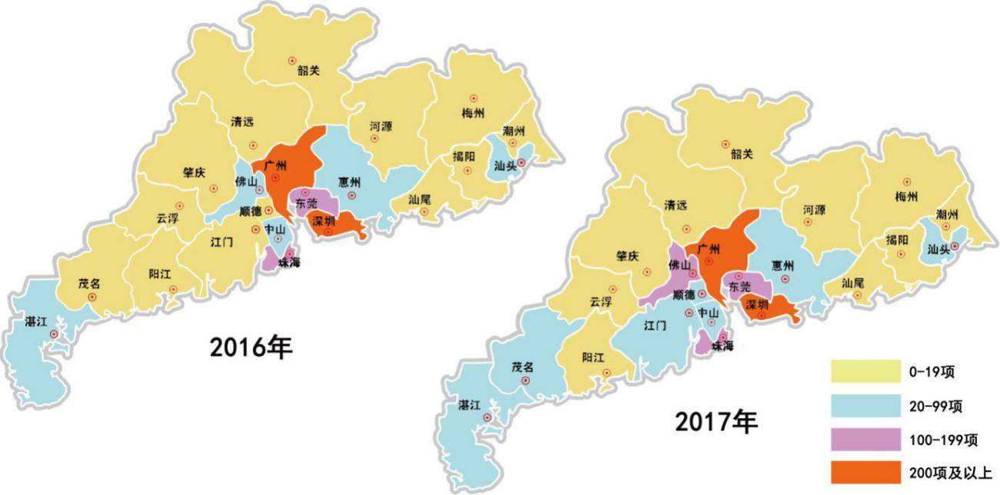 韶关
清远
河源
梅州
潮州
汕头
揭阳
汕尾
惠州
广州
佛山
肇庆
云浮
顺德
东莞
深圳
中山
珠海
江门
阳江
茂名
湛江
2016年
韶关
清远
河源
梅州
潮州
汕头
揭阳
汕尾
惠州
广州
佛山
肇庆
云浮
顺德
东莞
深圳
中山
珠海
江门
阳江
茂名
湛江
2017年
0-19项
20-99项
100-199项
200项及以上